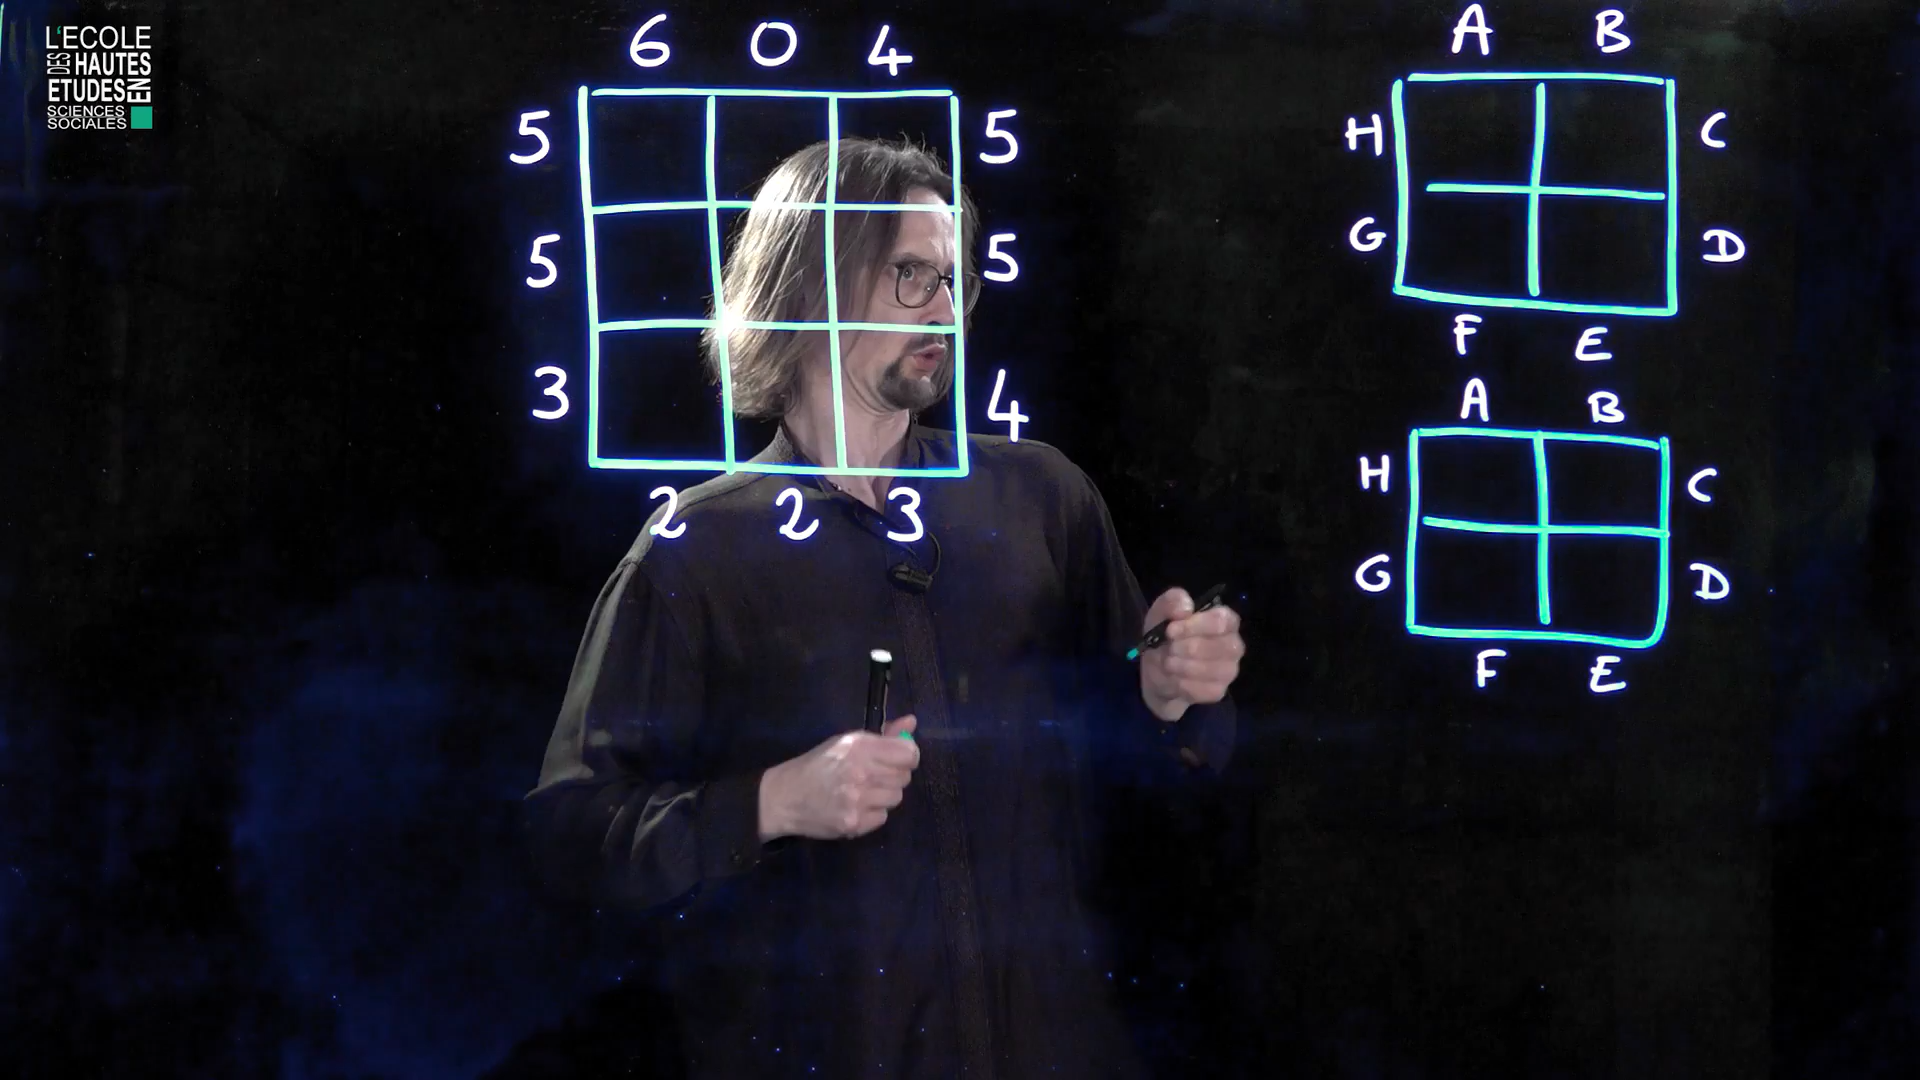 L'ECOLE
DES HAUTES
ETUDES EN
SCIENCES
SOCIALES
6 0 4
5 5
5 5
3 4
2 2 3
A B
H C
G D
F E
A B
H C
G D
F E